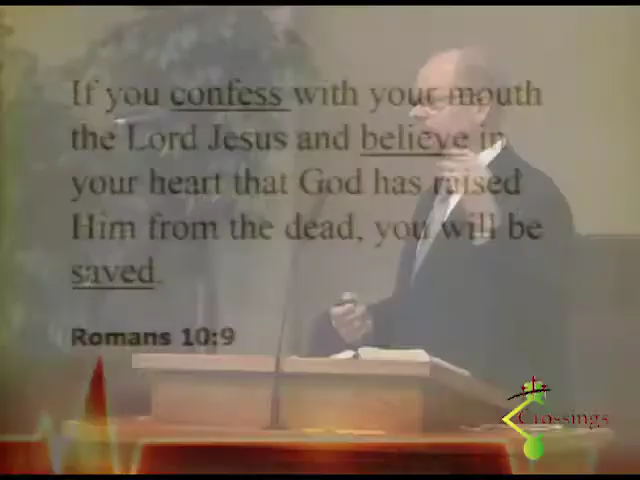 If you confess with your mouth
the Lord Jesus and believe in
your heart that God has raised
Him from the dead, you will be
saved.
Romans 10:9
Crossings